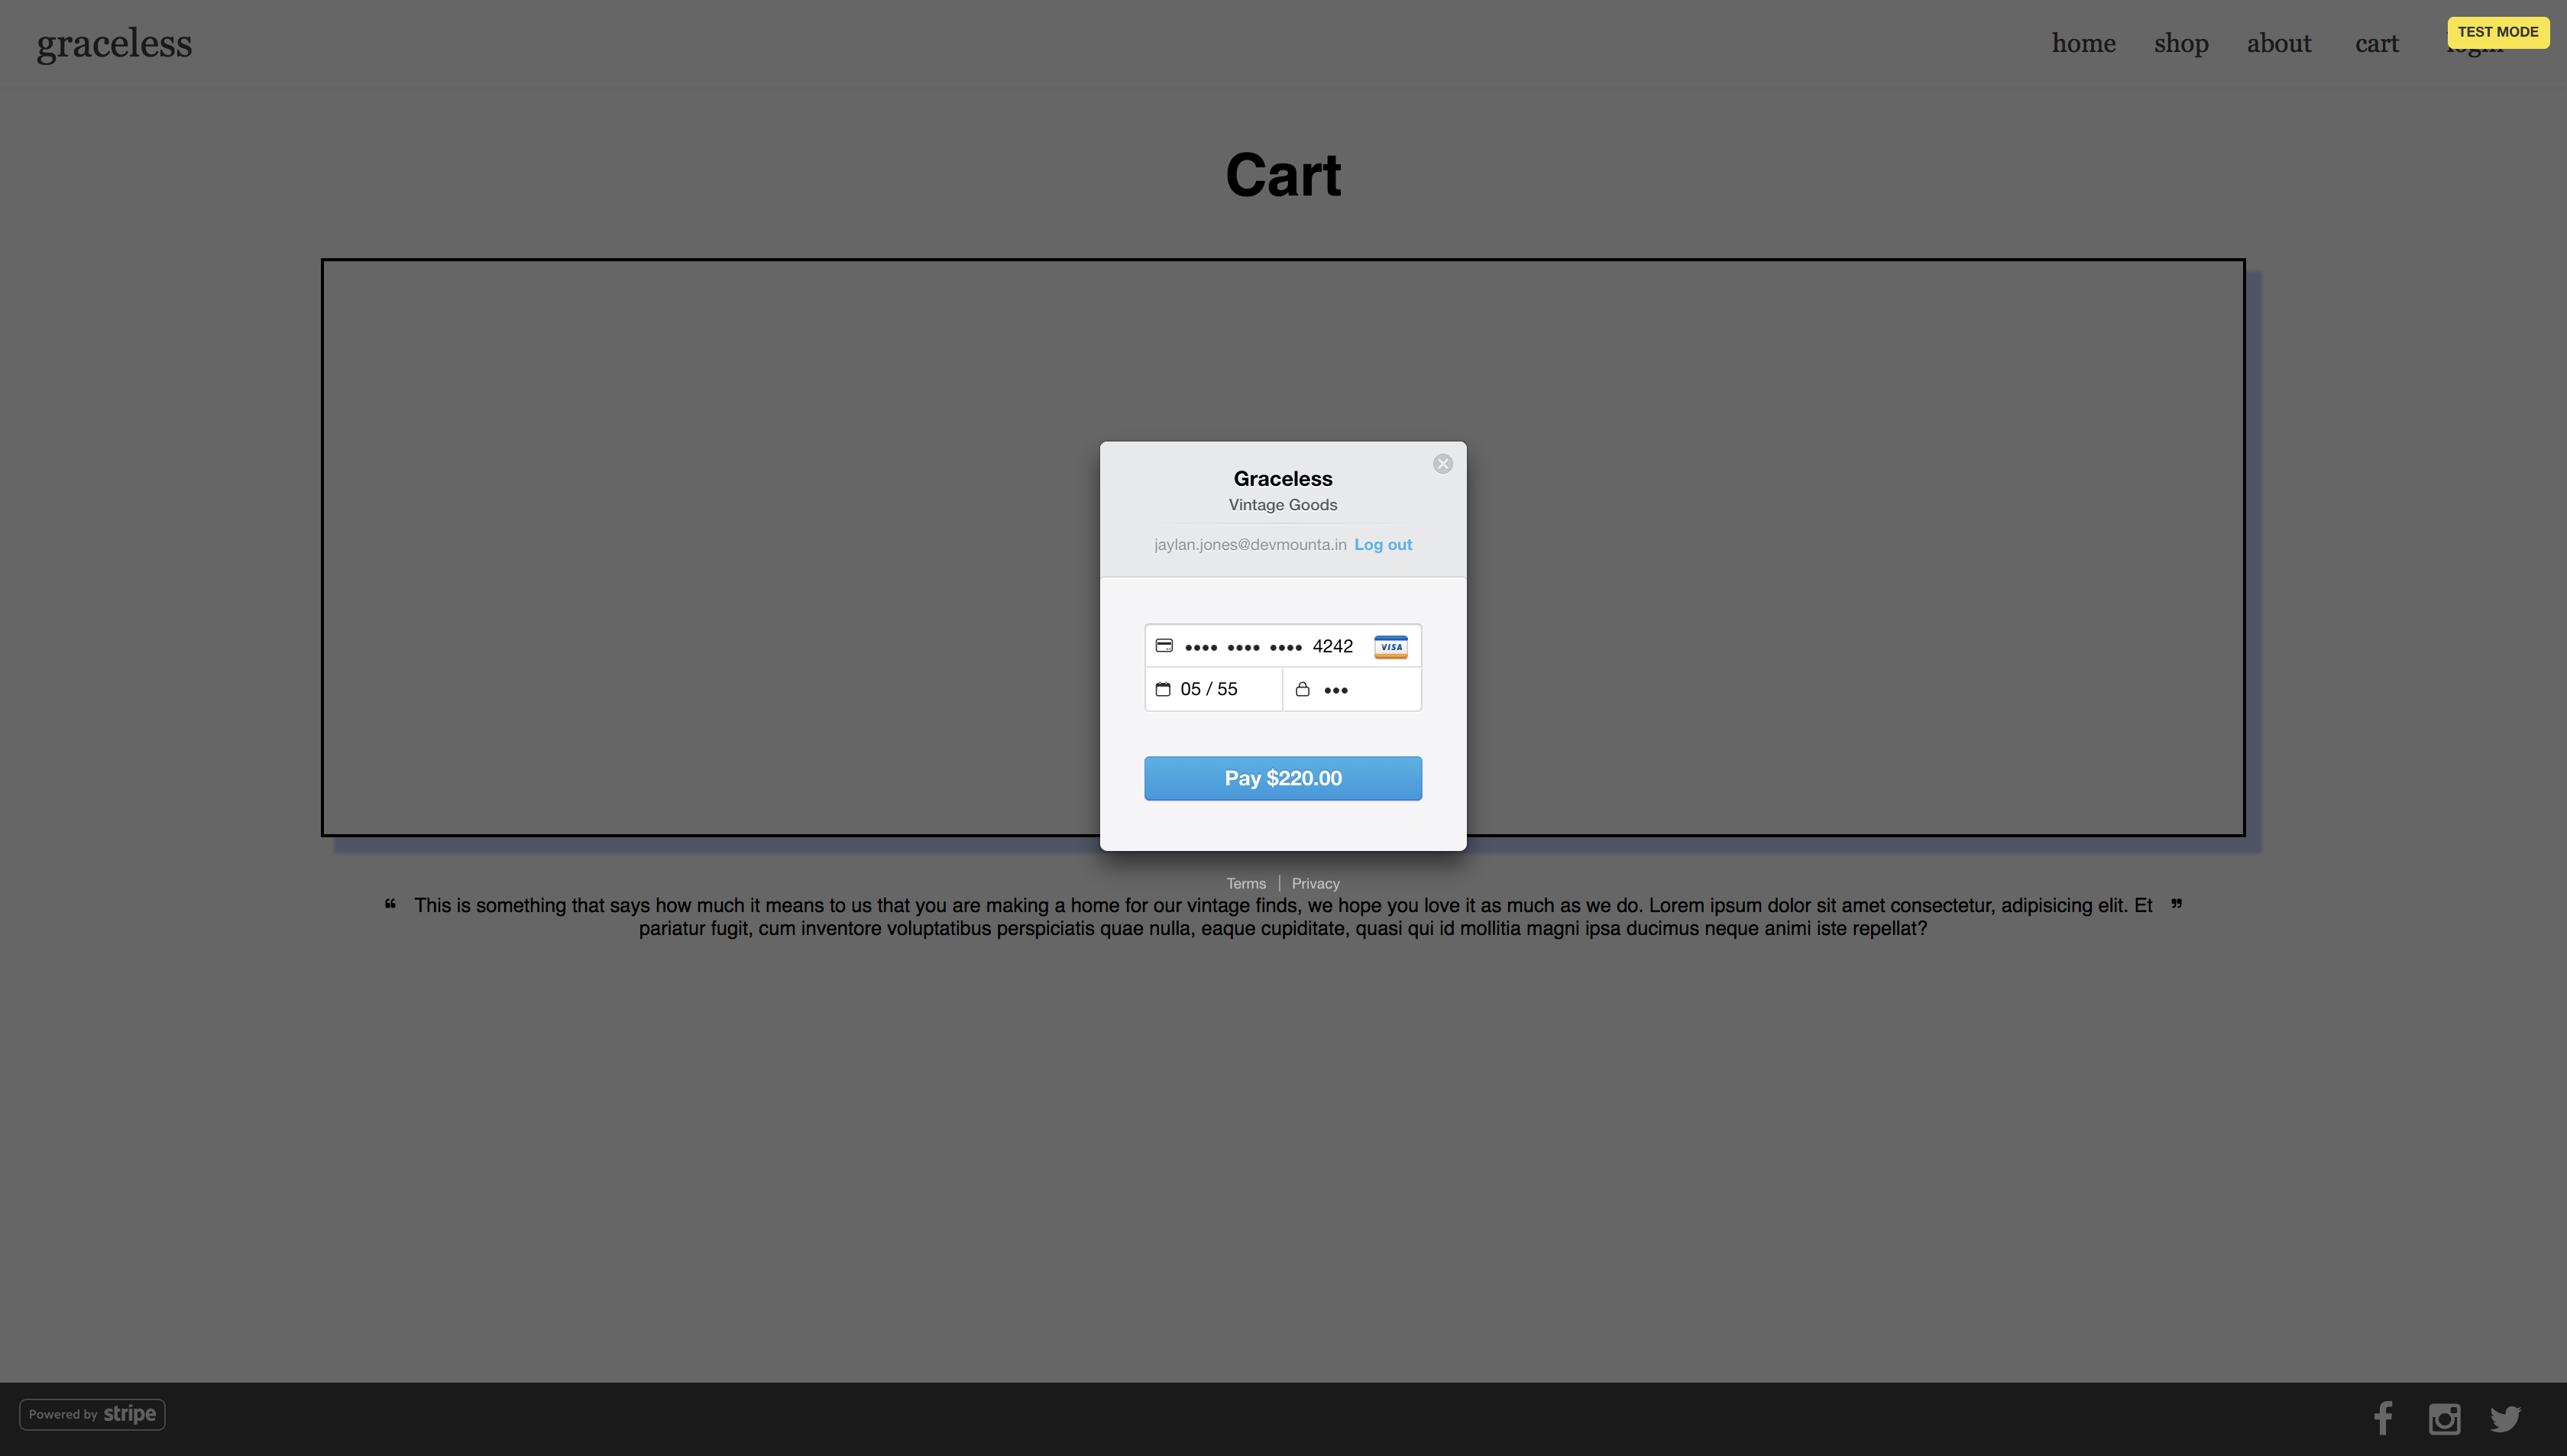 graceless
home shop about cart login
TEST MODE
Cart
Graceless
Vintage Goods
jaylan.jones@devmounta.in Log out
•••• •••• •••• 4242 VISA
05 / 55 •••
Pay $220.00
Terms | Privacy
❝ This is something that says how much it means to us that you are making a home for our vintage finds, we hope you love it as much as we do. Lorem ipsum dolor sit amet consectetur, adipisicing elit. Et ❞
pariatur fugit, cum inventore voluptatibus perspiciatis quae nulla, eaque cupiditate, quasi qui id mollitia magni ipsa ducimus neque animi iste repellat?
Powered by stripe